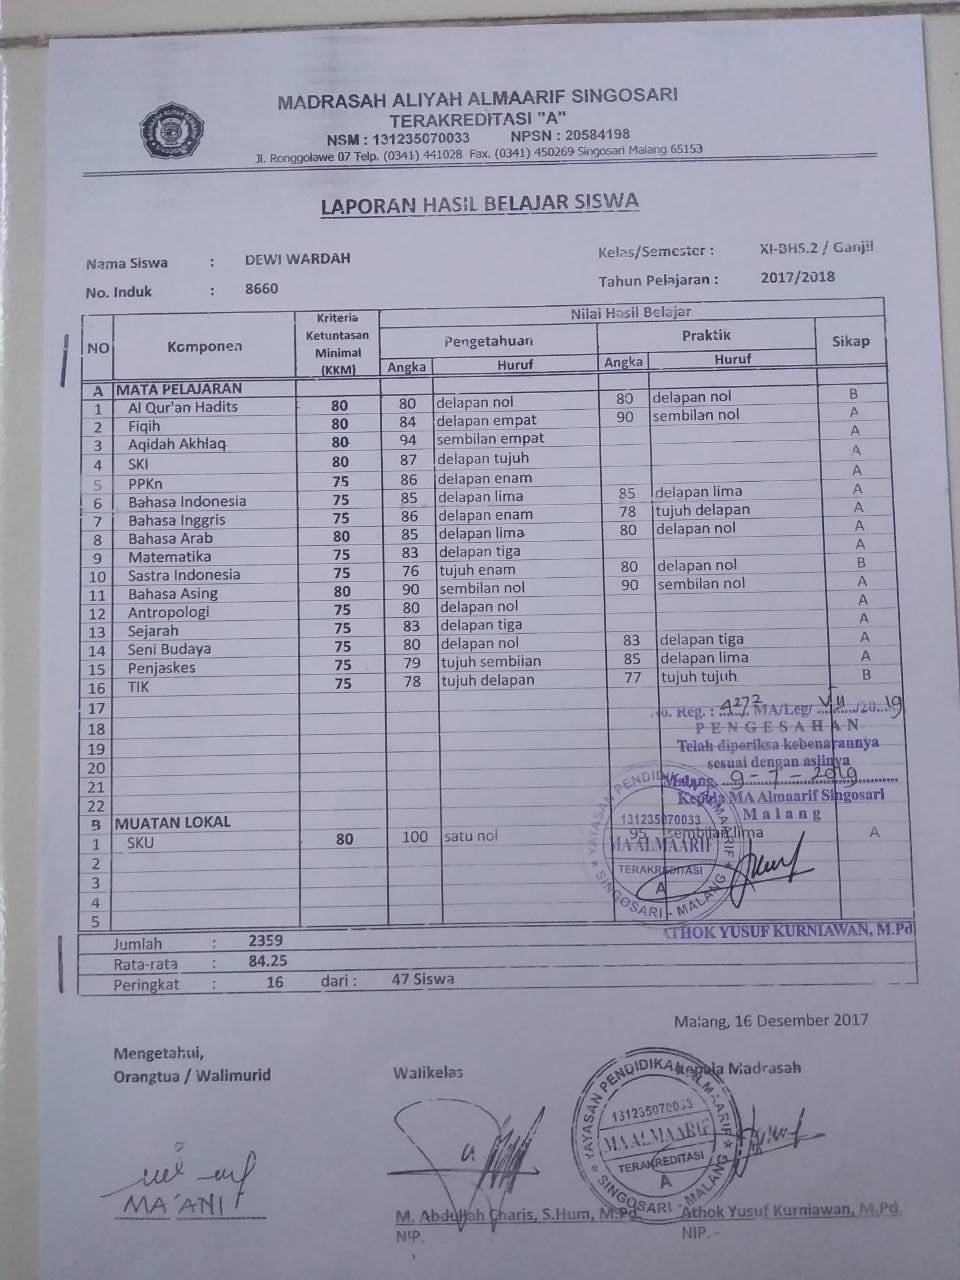 MADRASAH ALIYAH ALMAARIF SINGOSARI
TERAKREDITASI "A"
NSM : 131235070033 NPSN : 20584198
Jl. Ronggolawe 07 Telp. (0341) 441028 Fax. (0341) 450269 Singosari Malang 65153
LAPORAN HASIL BELAJAR SISWA
Nama Siswa : DEWI WARDAH Kelas/Semester : XI-BHS.2 / Ganjil
No. Induk : 8660 Tahun Pelajaran : 2017/2018
NO Komponen Kriteria Ketuntasan Minimal (KKM) Nilai Hasil Belajar
Pengetahuan Praktik Sikap
Angka Huruf Angka Huruf
A MATA PELAJARAN
1 Al Qur'an Hadits 80 80 delapan nol 80 delapan nol B
2 Fiqih 80 84 delapan empat 90 sembilan nol A
3 Aqidah Akhlaq 80 94 sembilan empat A
4 SKI 80 87 delapan tujuh A
5 PPKn 75 86 delapan enam A
6 Bahasa Indonesia 75 85 delapan lima 85 delapan lima A
7 Bahasa Inggris 75 86 delapan enam 78 tujuh delapan A
8 Bahasa Arab 80 85 delapan lima 80 delapan nol A
9 Matematika 75 83 delapan tiga A
10 Sastra Indonesia 75 76 tujuh enam 80 delapan nol B
11 Bahasa Asing 80 90 sembilan nol 90 sembilan nol A
12 Antropologi 75 80 delapan nol A
13 Sejarah 75 83 delapan tiga A
14 Seni Budaya 75 80 delapan nol 83 delapan tiga A
15 Penjaskes 75 79 tujuh sembilan 85 delapan lima A
16 TIK 75 78 tujuh delapan 77 tujuh tujuh B
17
18
19
20
21
22
No. Reg. : 4272 MA/Leg/ VII /20 19
PENGESAHAN
Telah diperiksa kebenarannya
sesuai dengan aslinya
Malang, 9-7-2019
Kepala MA Almaarif Singosari
Malang
B MUATAN LOKAL
1 SKU 80 100 satu nol 95 sembilan lima A
2
3
4
5
YAYASAN PENDIDIKAN ALMAARIF
131235070033
MA ALMAARIF
TERAKREDITASI
A
SINGOSARI - MALANG
ATHOK YUSUF KURNIAWAN, M.Pd
Jumlah : 2359
Rata-rata : 84.25
Peringkat : 16 dari : 47 Siswa
Malang, 16 Desember 2017
Mengetahui,
Orangtua / Walimurid Walikelas Kepala Madrasah
YAYASAN PENDIDIKAN ALMAARIF
131235070033
MA ALMAARIF
TERAKREDITASI
A
SINGOSARI - MALANG
MA'ANI
M. Abdullah Charis, S.Hum, M.Pd. Athok Yusuf Kurniawan, M.Pd.
NIP. NIP. -